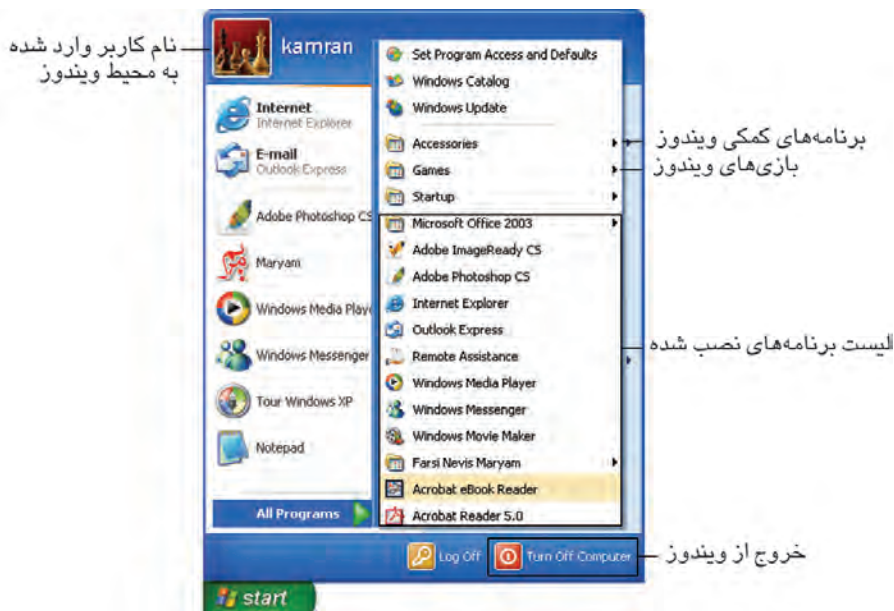 kamran
نام کاربر وارد شده
به محیط ویندوز
Internet
Internet Explorer
E-mail
Outlook Express
Adobe Photoshop CS
Maryam
Windows Media Playe
Windows Messenger
Tour Windows XP
Notepad
All Programs
Set Program Access and Defaults
Windows Catalog
Windows Update
Accessories
برنامه‌های کمکی ویندوز
Games
بازی‌های ویندوز
Startup
Microsoft Office 2003
Adobe ImageReady CS
Adobe Photoshop CS
Internet Explorer
Outlook Express
Remote Assistance
لیست برنامه‌های نصب شده
Windows Media Player
Windows Messenger
Windows Movie Maker
Farsi Nevis Maryam
Acrobat eBook Reader
Acrobat Reader 5.0
Log Off
Turn Off Computer
خروج از ویندوز
start